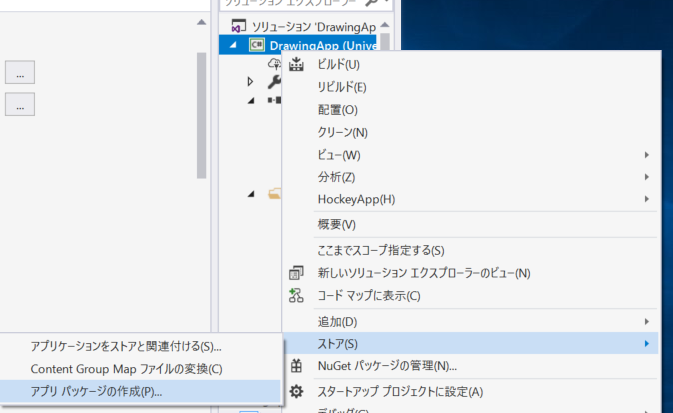 ソリューション エクスプローラー
ソリューション 'DrawingAp
C#
DrawingApp (Unive
...
...
ビルド(U)
リビルド(E)
配置(O)
クリーン(N)
ビュー(W)
分析(Z)
HockeyApp(H)
概要(V)
ここまでスコープ指定する(S)
新しいソリューション エクスプローラーのビュー(N)
コード マップに表示(C)
追加(D)
ストア(S)
NuGet パッケージの管理(N)...
スタートアップ プロジェクトに設定(A)
デバッグ(G)
アプリケーションをストアと関連付ける(S)...
Content Group Map ファイルの変換(C)
アプリ パッケージの作成(P)...